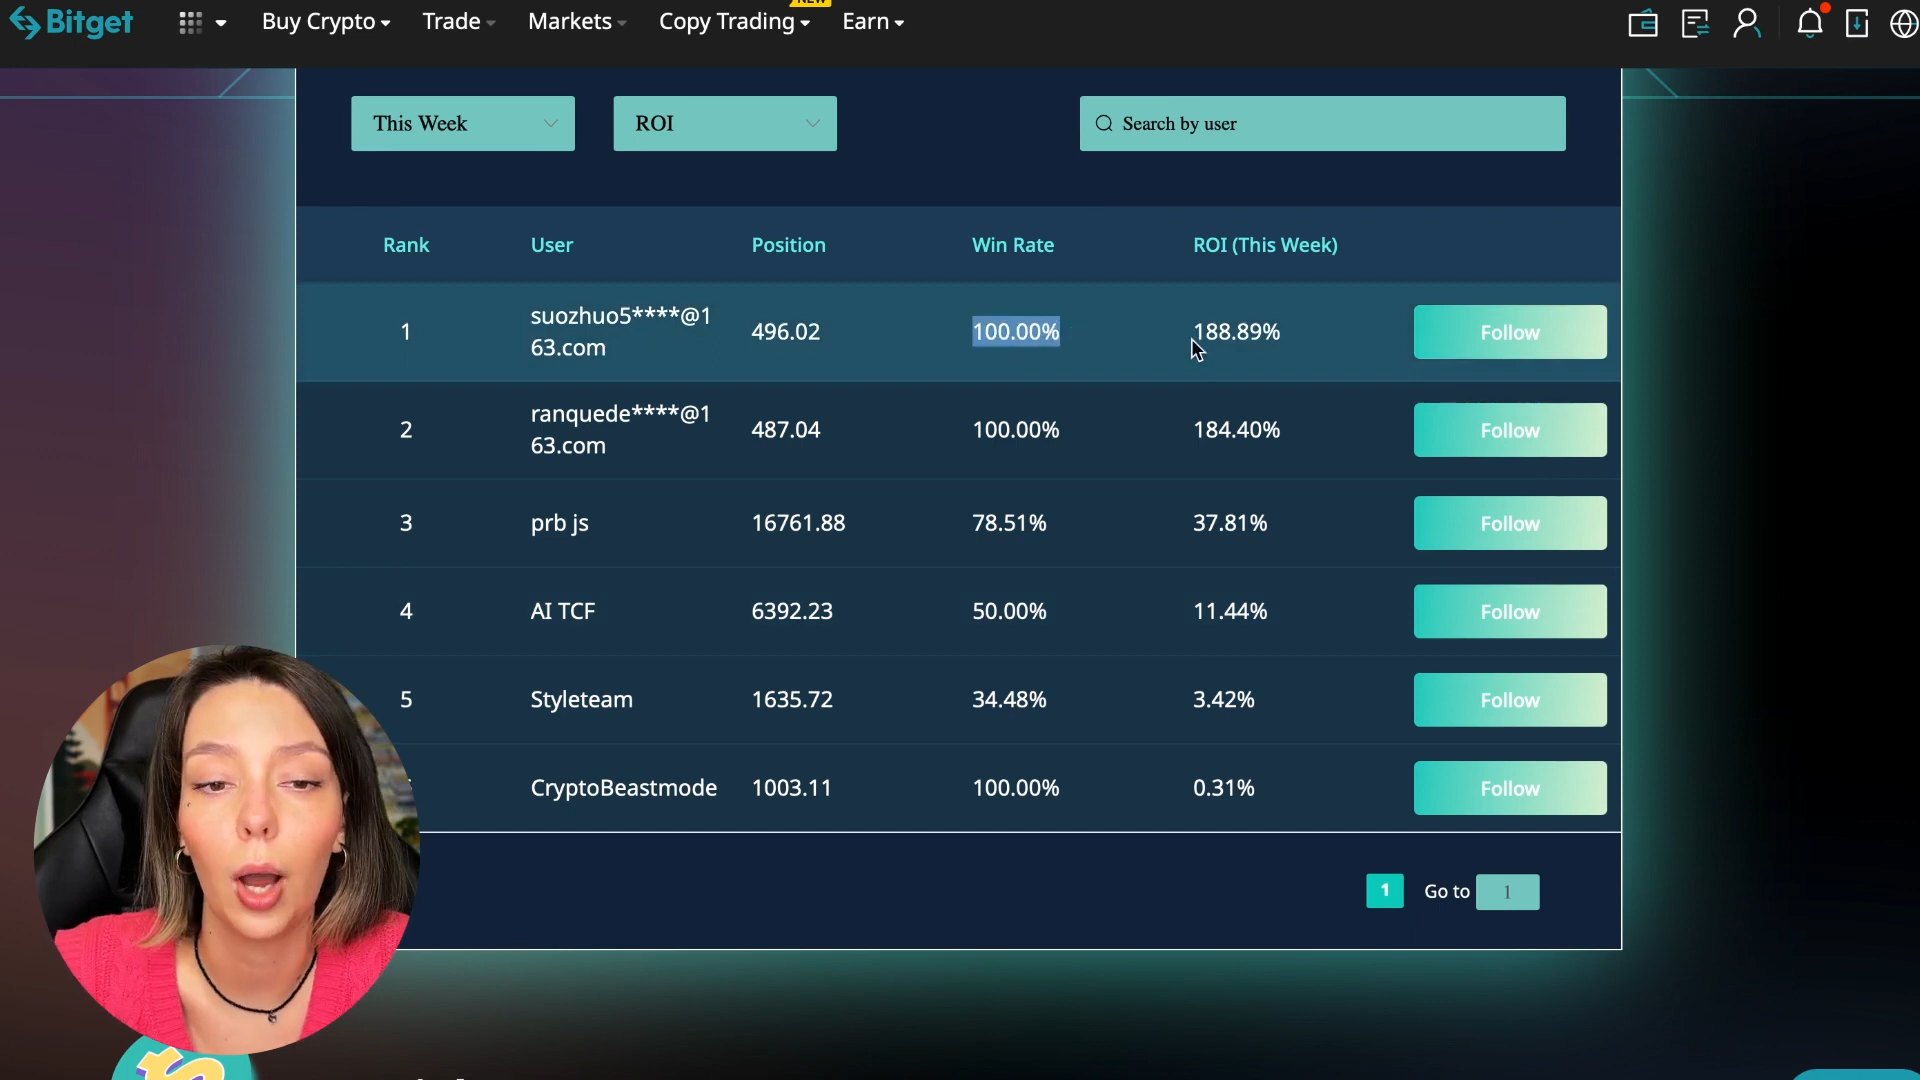 Bitget
Buy Crypto
Trade
Markets
Copy Trading
NEW
Earn
This Week
ROI
Search by user
Rank
User
Position
Win Rate
ROI (This Week)
1
suozhuo5****@1
63.com
496.02
100.00%
188.89%
Follow
2
ranquede****@1
63.com
487.04
100.00%
184.40%
Follow
3
prb js
16761.88
78.51%
37.81%
Follow
4
AI TCF
6392.23
50.00%
11.44%
Follow
5
Styleteam
1635.72
34.48%
3.42%
Follow
CryptoBeastmode
1003.11
100.00%
0.31%
Follow
1
Go to
1